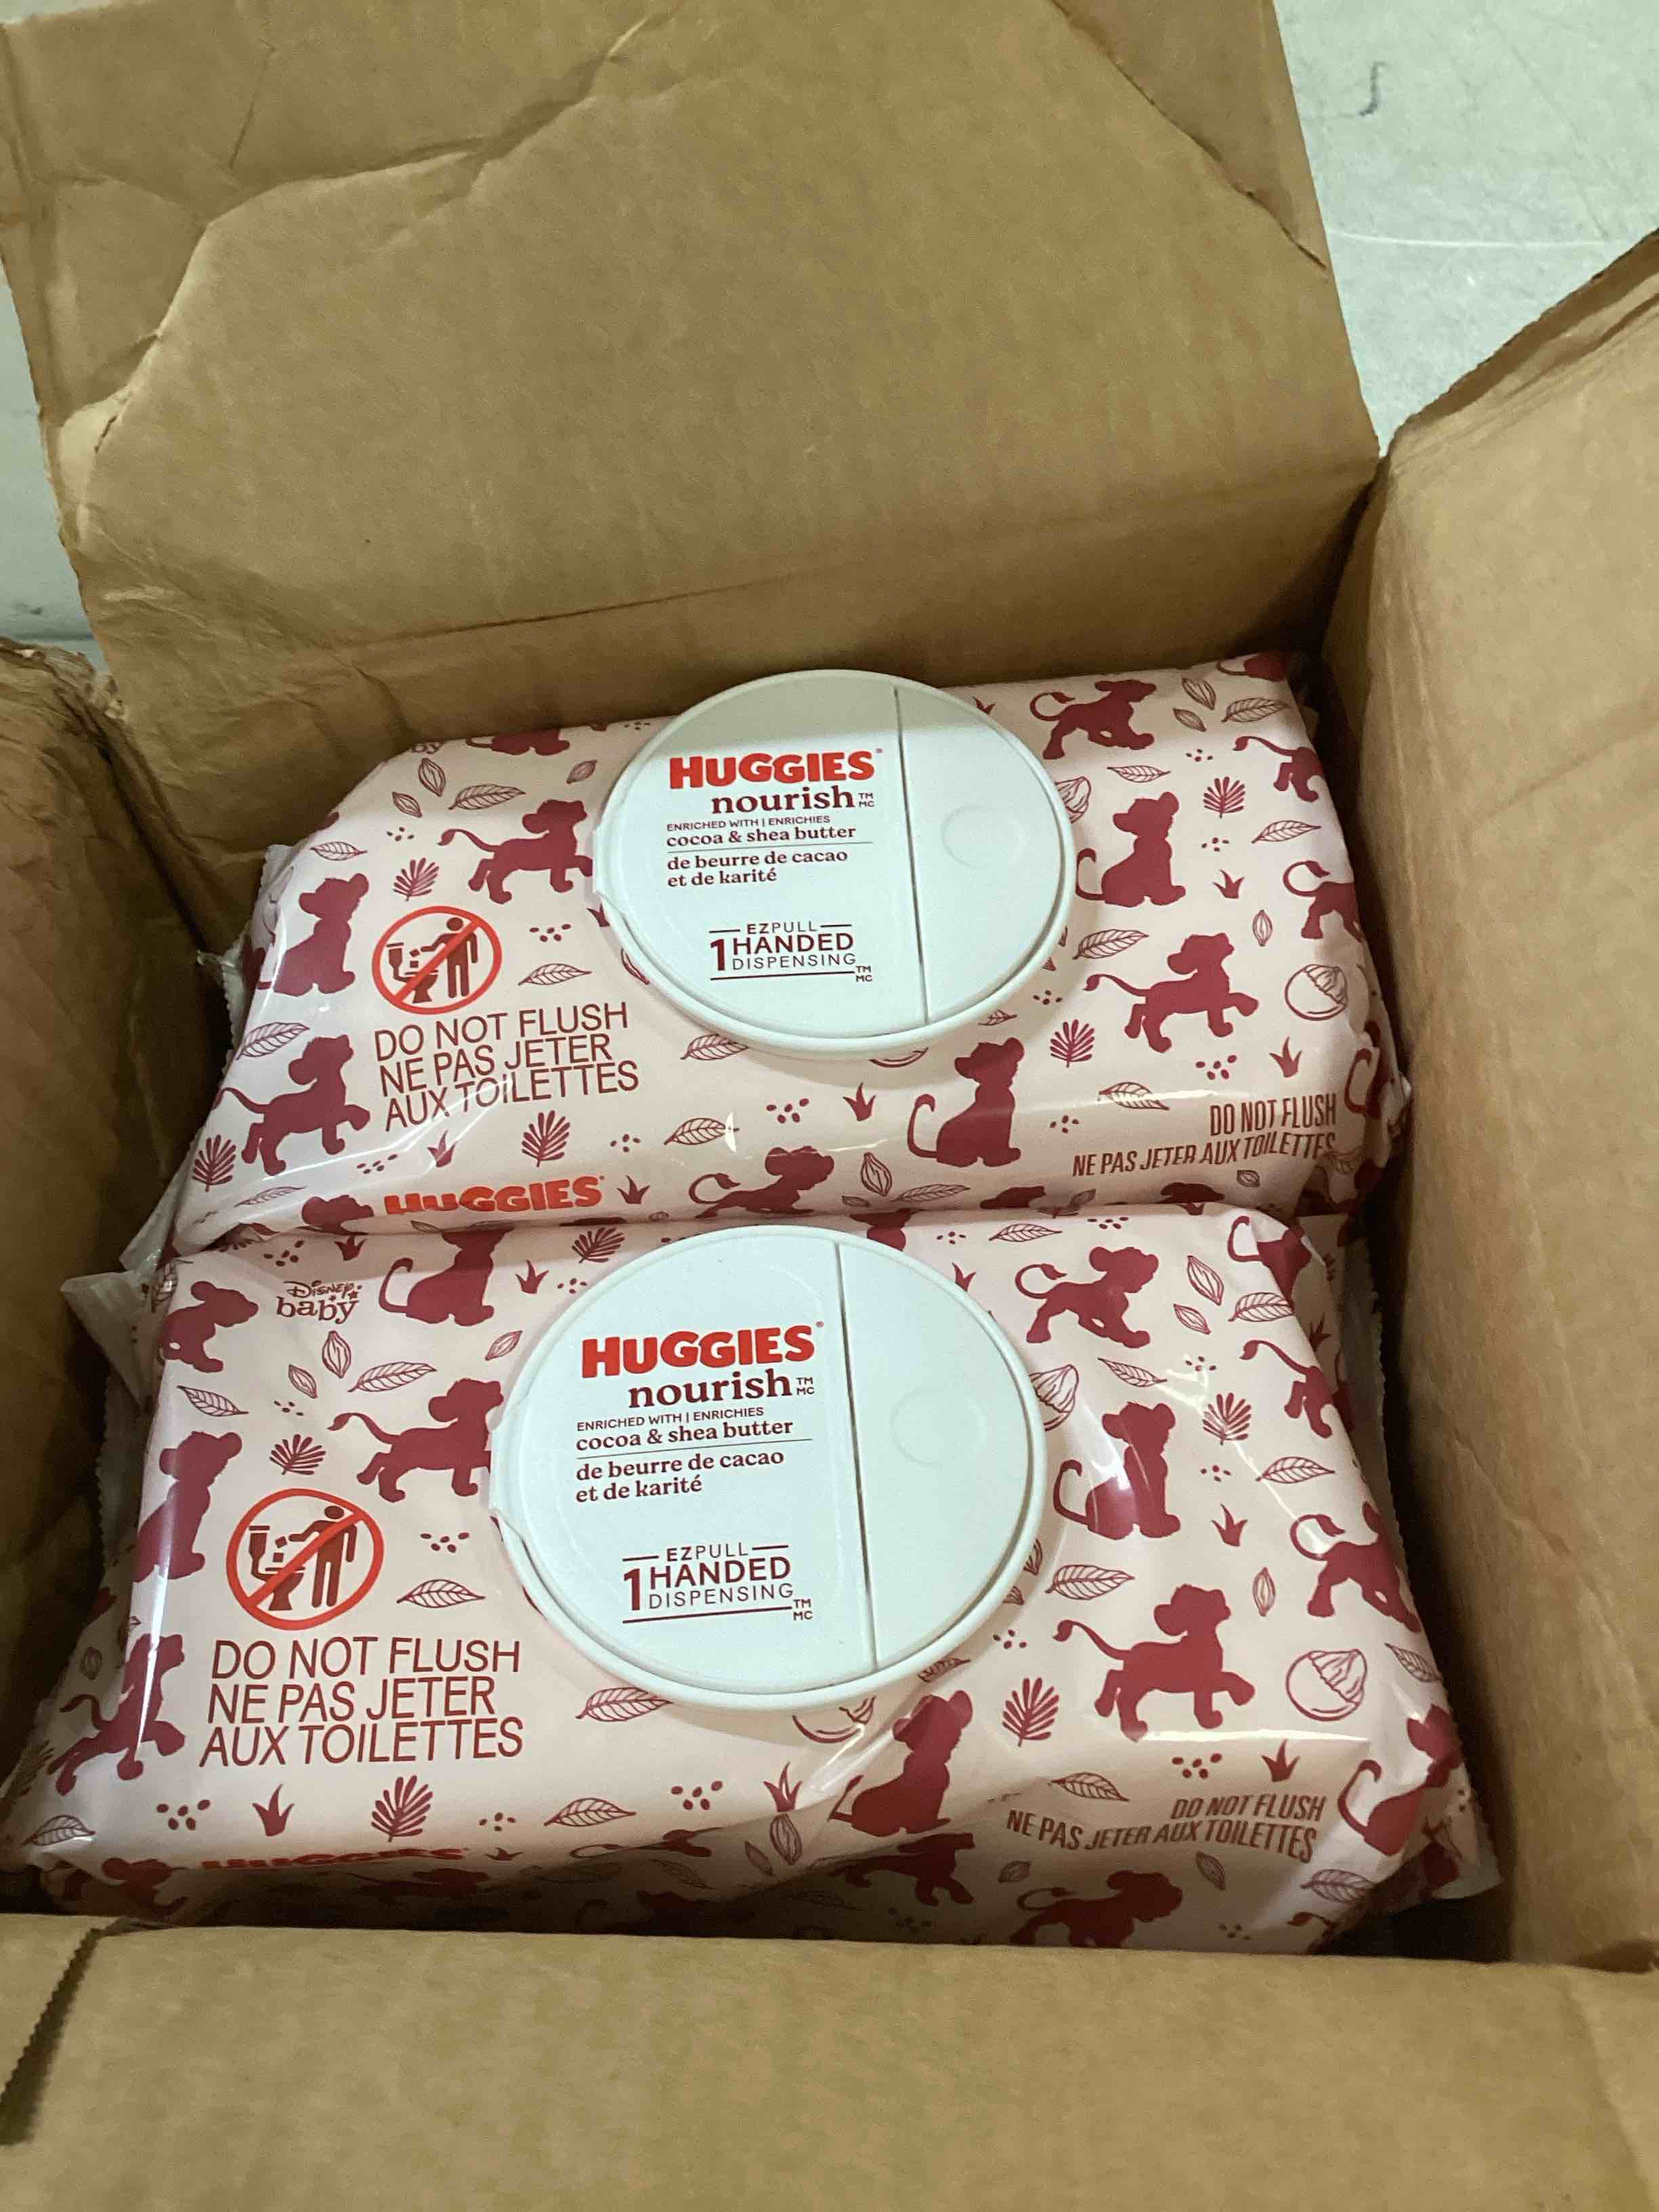 HUGGIES®
nourish TM MC
ENRICHED WITH | ENRICHIES
cocoa & shea butter
de beurre de cacao
et de karité
EZPULL
1 HANDED
DISPENSING TM MC
DO NOT FLUSH
NE PAS JETER
AUX TOILETTES
DO NOT FLUSH
NE PAS JETER AUX TOILETTES
HUGGIES®
Disney
baby
HUGGIES®
nourish TM MC
ENRICHED WITH | ENRICHIES
cocoa & shea butter
de beurre de cacao
et de karité
EZPULL
1 HANDED
DISPENSING TM MC
DO NOT FLUSH
NE PAS JETER
AUX TOILETTES
DO NOT FLUSH
NE PAS JETER AUX TOILETTES
HUGGIES